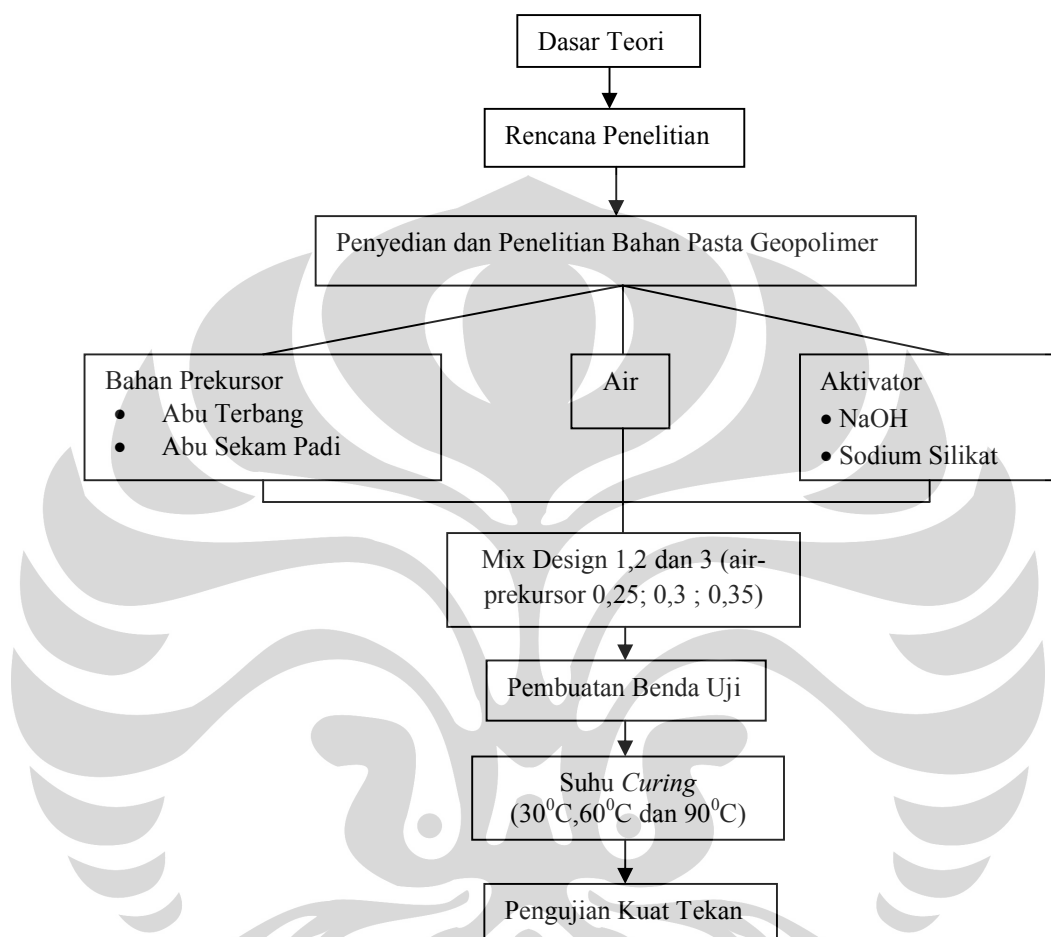 Dasar Teori
Rencana Penelitian
Penyedian dan Penelitian Bahan Pasta Geopolimer
Bahan Prekursor
• Abu Terbang
• Abu Sekam Padi
Air
Aktivator
• NaOH
• Sodium Silikat
Mix Design 1,2 dan 3 (air-
prekursor 0,25; 0,3 ; 0,35)
Pembuatan Benda Uji
Suhu Curing
(30⁰C,60⁰C dan 90⁰C)
Pengujian Kuat Tekan